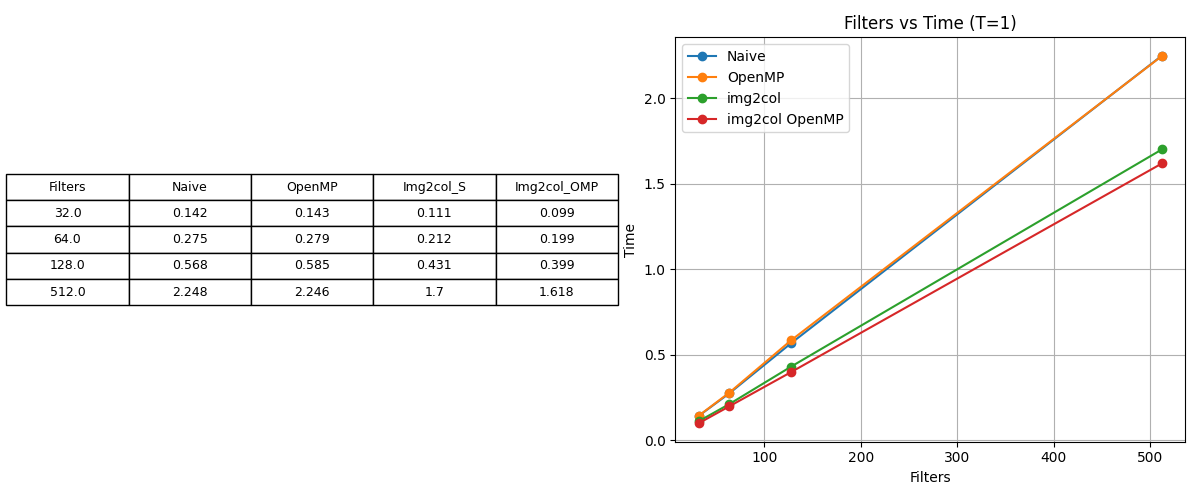 Filters Naive OpenMP Img2col_S Img2col_OMP
32.0 0.142 0.143 0.111 0.099
64.0 0.275 0.279 0.212 0.199
128.0 0.568 0.585 0.431 0.399
512.0 2.248 2.246 1.7 1.618
Filters vs Time (T=1)
Naive
OpenMP
img2col
img2col OpenMP
Time
2.0
1.5
1.0
0.5
0.0
100 200 300 400 500
Filters